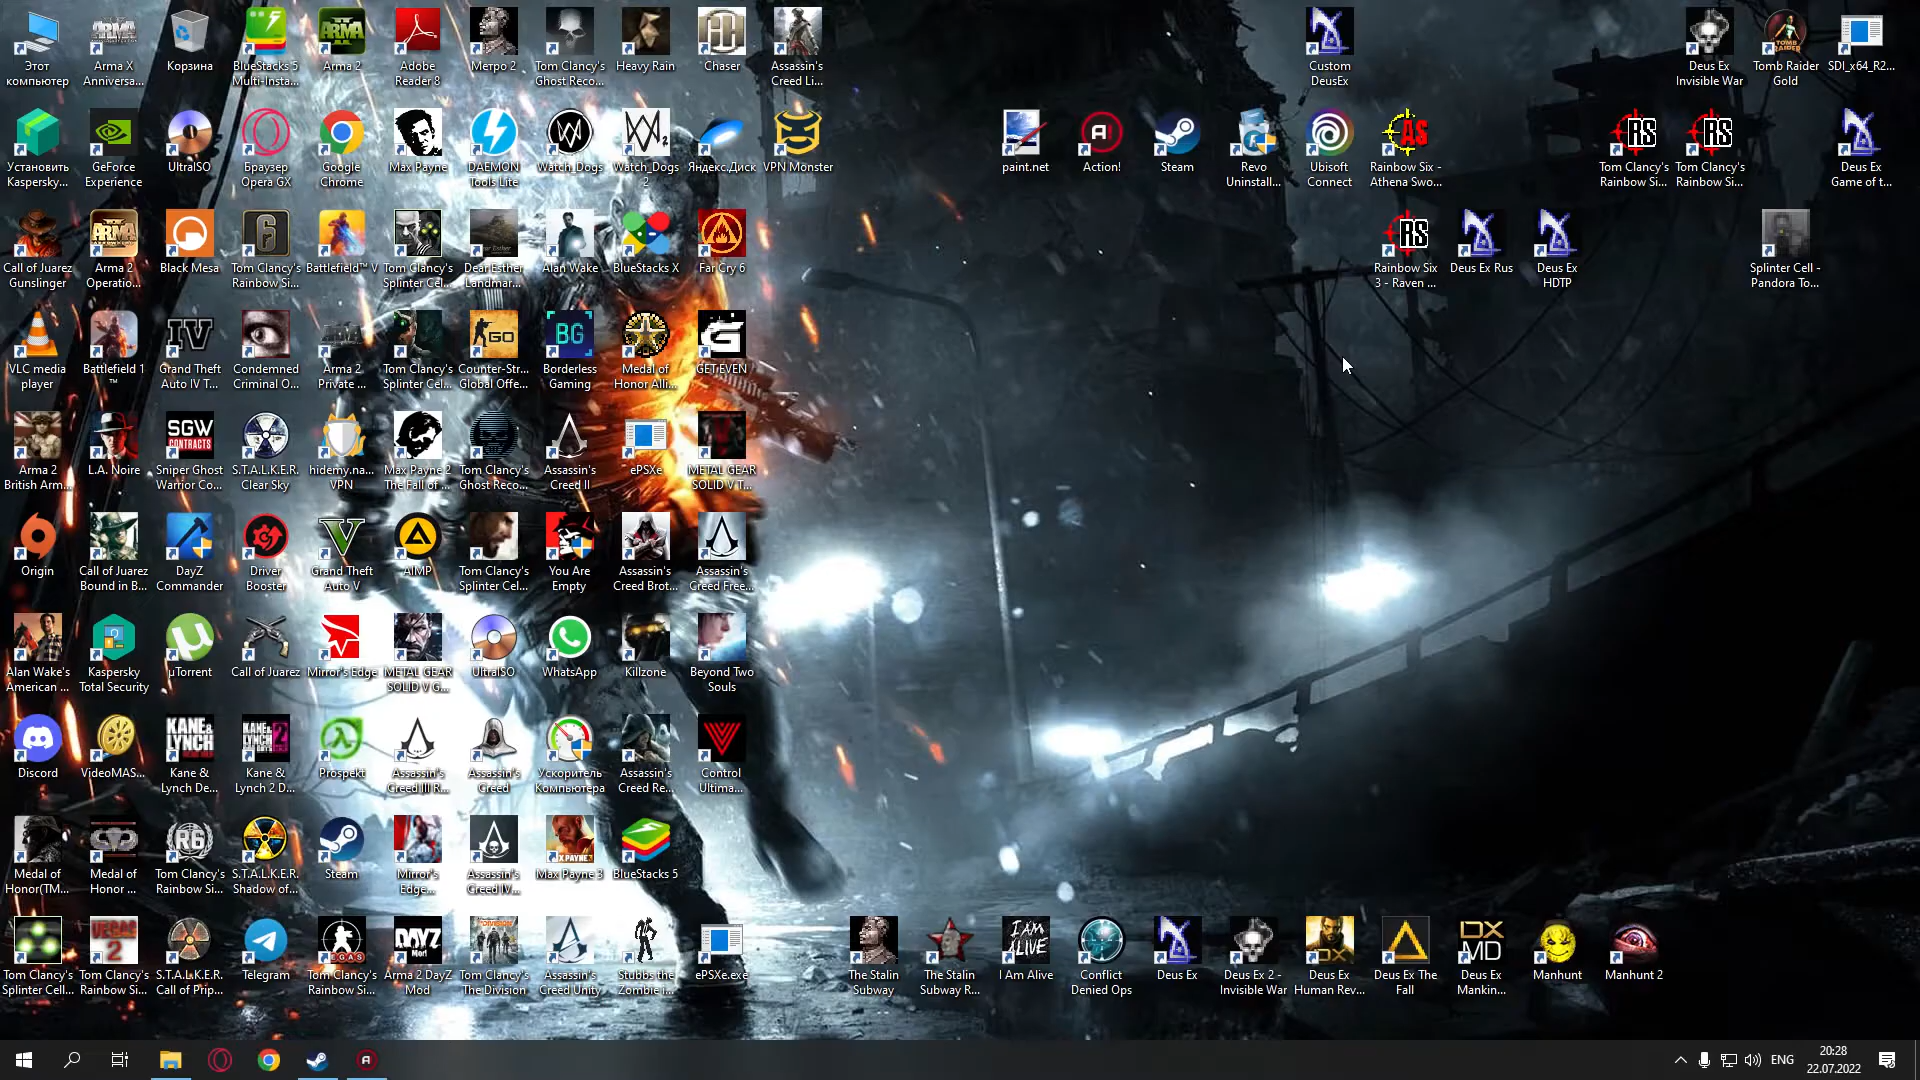 Этот
компьютер
Arma X
Anniversa...
Корзина
BlueStacks 5
Multi-Insta...
Arma 2
Adobe
Reader 8
Метро 2
Tom Clancy's
Ghost Reco...
Heavy Rain
Chaser
Assassin's
Creed Li...
Custom
DeusEx
Deus Ex
Invisible War
Tomb Raider
Gold
SDI_x64_R2...
Установить
Kaspersky...
GeForce
Experience
UltraISO
Браузер
Opera GX
Google
Chrome
Max Payne
DAEMON
Tools Lite
Watch_Dogs
Watch_Dogs
2
Яндекс.Диск
VPN Monster
paint.net
Action!
Steam
Revo
Uninstall...
Ubisoft
Connect
Rainbow Six -
Athena Swo...
Tom Clancy's
Rainbow Si...
Tom Clancy's
Rainbow Si...
Deus Ex
Game of t...
Call of Juarez
Gunslinger
Arma 2
Operatio...
Black Mesa
Tom Clancy's
Rainbow Si...
Battlefield™ V
Tom Clancy's
Splinter Cel...
Dear Esther
Landmar...
Alan Wake
BlueStacks X
Far Cry 6
Rainbow Six
3 - Raven ...
Deus Ex Rus
Deus Ex
HDTP
Splinter Cell -
Pandora To...
VLC media
player
Battlefield 1
™
Grand Theft
Auto IV T...
Condemned
Criminal O...
Arma 2
Private ...
Tom Clancy's
Splinter Cel...
Counter-Str...
Global Offe...
Borderless
Gaming
Medal of
Honor Alli...
GET EVEN
Arma 2
British Arm...
L.A. Noire
Sniper Ghost
Warrior Co...
S.T.A.L.K.E.R.
Clear Sky
hidemy.na...
VPN
Max Payne 2
The Fall of ...
Tom Clancy's
Ghost Reco...
Assassin's
Creed II
ePSXe
METAL GEAR
SOLID V T...
Origin
Call of Juarez
Bound in B...
DayZ
Commander
Driver
Booster
Grand Theft
Auto V
AIMP
Tom Clancy's
Splinter Cel...
You Are
Empty
Assassin's
Creed Brot...
Assassin's
Creed Free...
Alan Wake's
American ...
Kaspersky
Total Security
µTorrent
Call of Juarez
Mirror's Edge
METAL GEAR
SOLID V G...
UltraISO
WhatsApp
Killzone
Beyond Two
Souls
Discord
VideoMAS...
Kane &
Lynch De...
Kane &
Lynch 2 D...
Prospekt
Assassin's
Creed III R...
Assassin's
Creed
Ускоритель
Компьютера
Assassin's
Creed Re...
Control
Ultima...
Medal of
Honor(TM...
Medal of
Honor ...
Tom Clancy's
Rainbow Si...
S.T.A.L.K.E.R.
Shadow of...
Steam
Mirror's
Edge...
Assassin's
Creed IV...
Max Payne 3
BlueStacks 5
Tom Clancy's
Splinter Cell...
Tom Clancy's
Rainbow Si...
S.T.A.L.K.E.R.
Call of Prip...
Telegram
Tom Clancy's
Rainbow Si...
Arma 2 DayZ
Mod
Tom Clancy's
The Division
Assassin's
Creed Unity
Stubbs the
Zombie i...
ePSXe.exe
The Stalin
Subway
The Stalin
Subway R...
I Am Alive
Conflict
Denied Ops
Deus Ex
Deus Ex 2 -
Invisible War
Deus Ex
Human Rev...
Deus Ex The
Fall
Deus Ex
Mankin...
Manhunt
Manhunt 2
ENG
20:28
22.07.2022